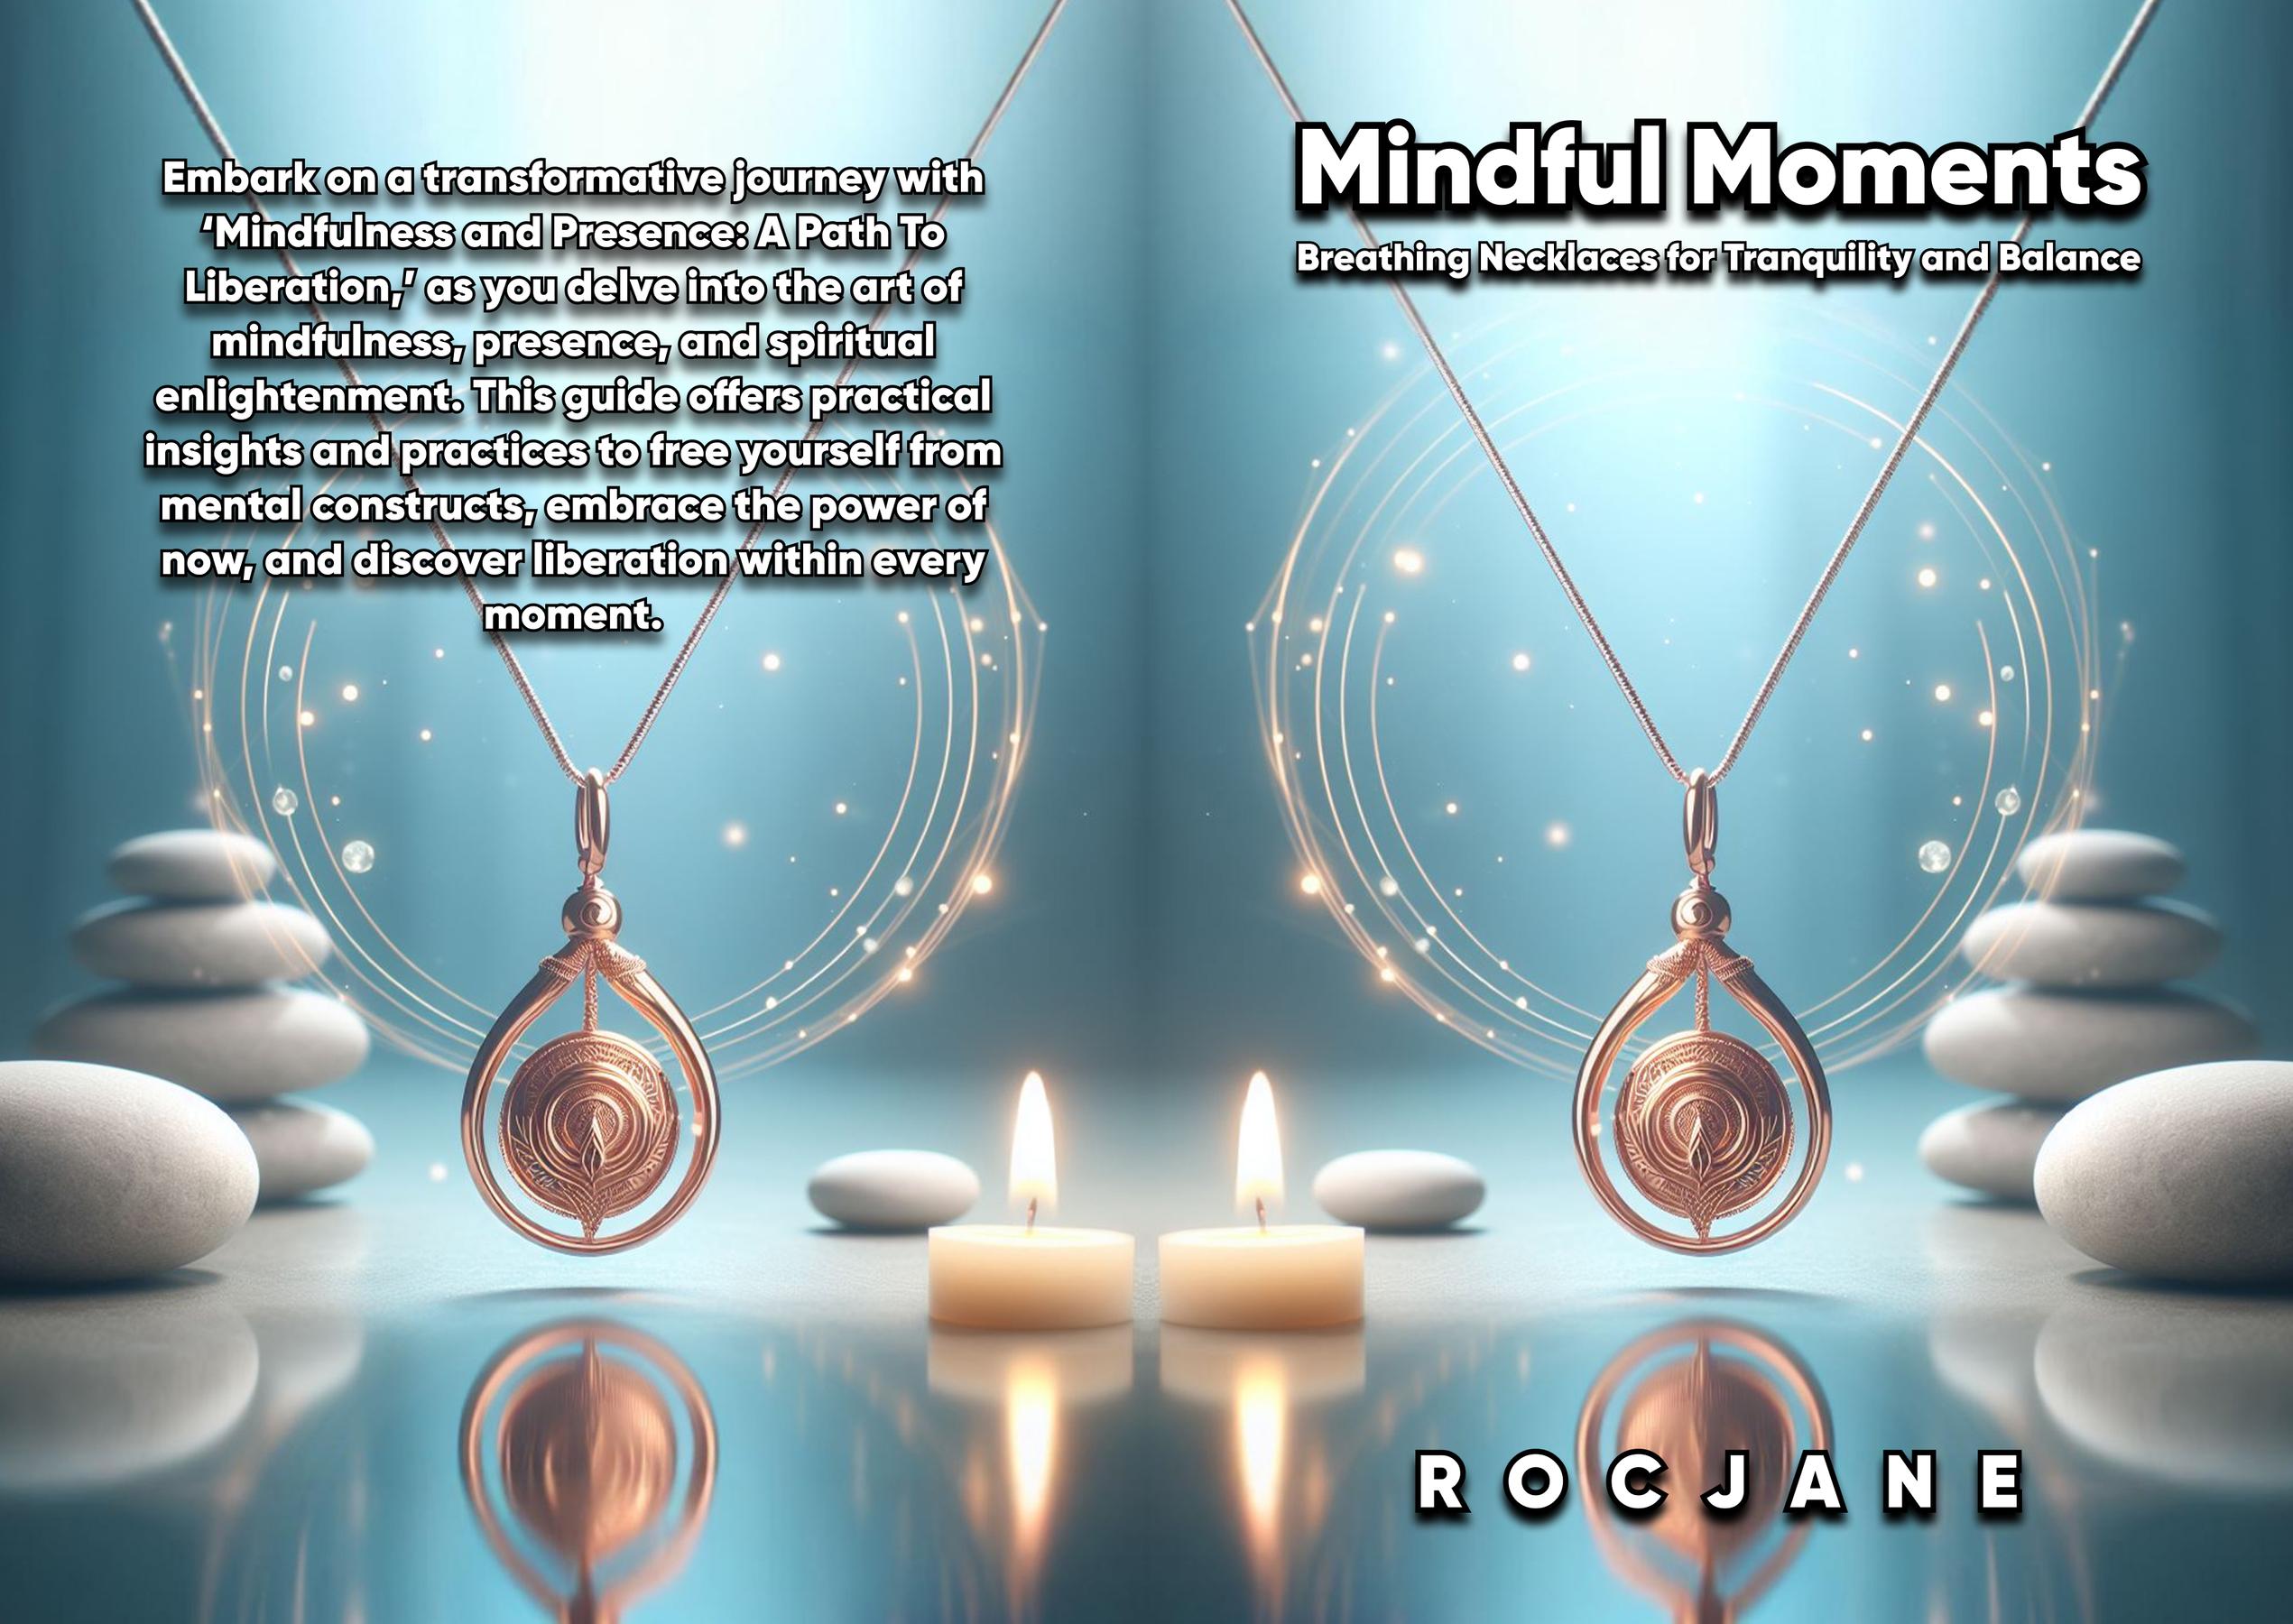 Embark on a transformative journey with
‘Mindfulness and Presence: A Path To
Liberation,’ as you delve into the art of
mindfulness, presence, and spiritual
enlightenment. This guide offers practical
insights and practices to free yourself from
mental constructs, embrace the power of
now, and discover liberation within every
moment.
Mindful Moments
Breathing Necklaces for Tranquility and Balance
ROCJANE